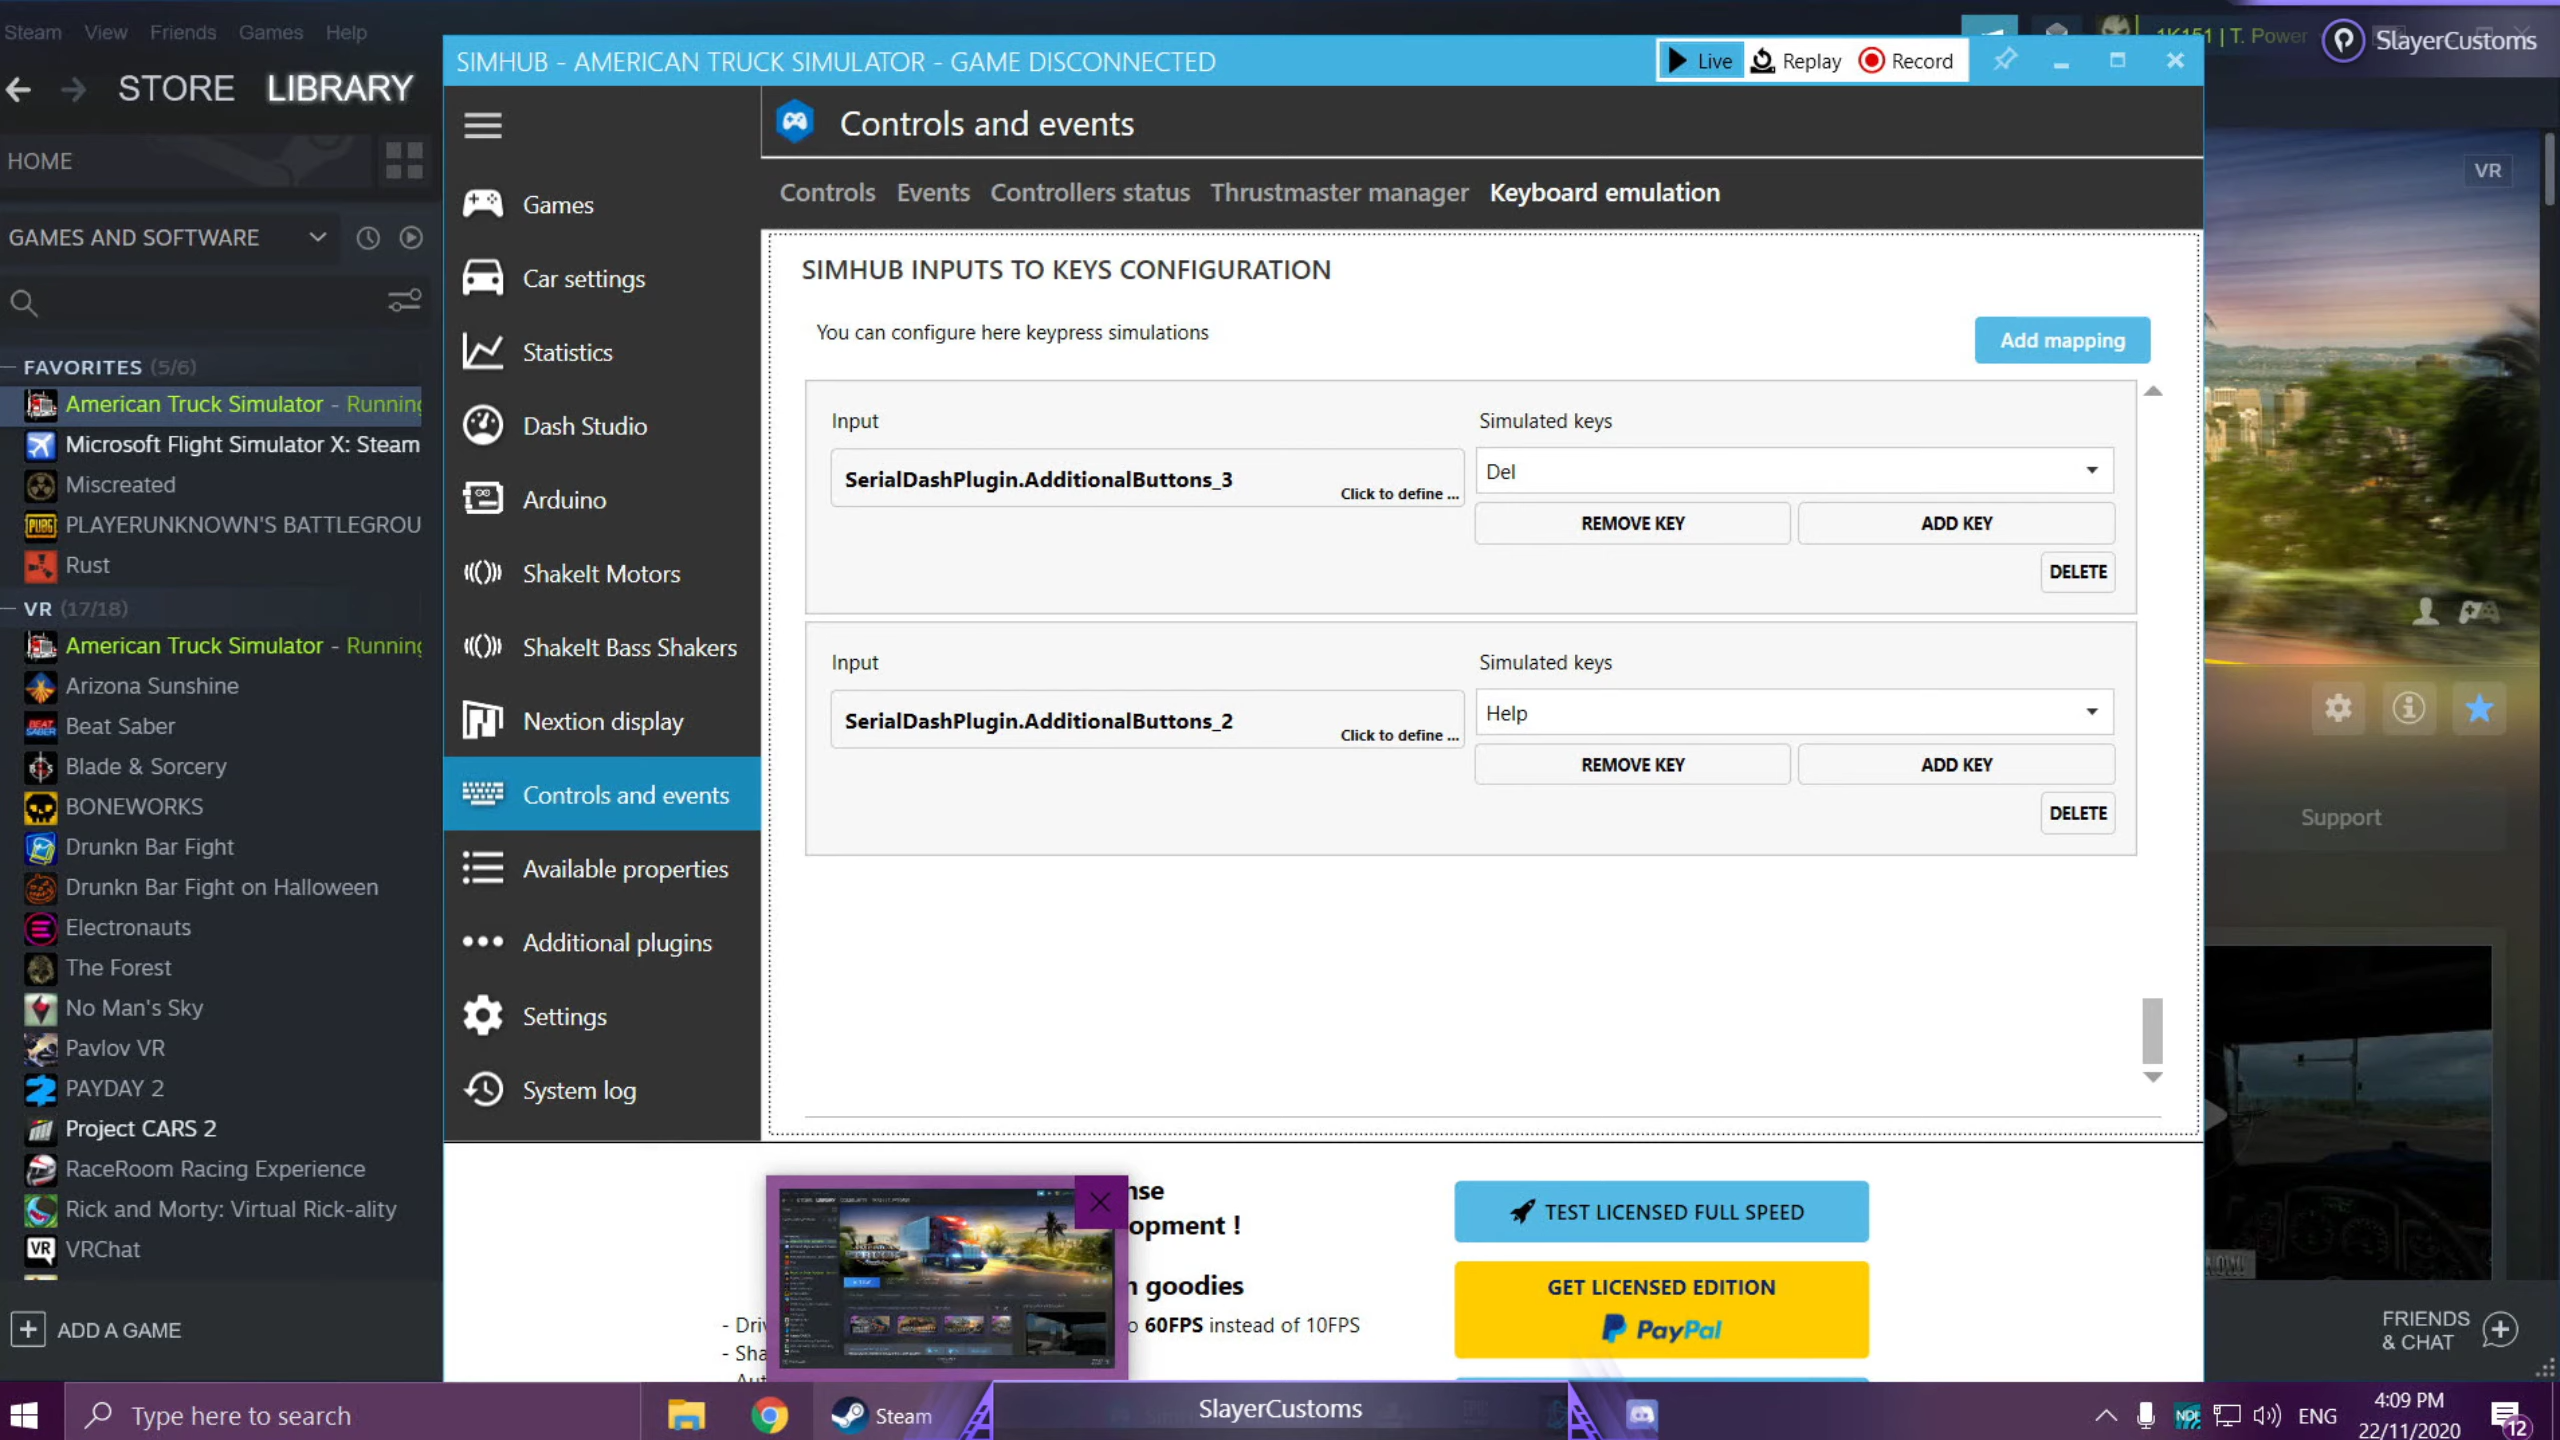 Steam View Friends Games Help
STORE LIBRARY
HOME
GAMES AND SOFTWARE
FAVORITES (5/6)
American Truck Simulator - Running
Microsoft Flight Simulator X: Steam
Miscreated
PLAYERUNKNOWN'S BATTLEGROU
Rust
VR (17/18)
American Truck Simulator - Running
Arizona Sunshine
Beat Saber
Blade & Sorcery
BONEWORKS
Drunkn Bar Fight
Drunkn Bar Fight on Halloween
Electronauts
The Forest
No Man's Sky
Pavlov VR
PAYDAY 2
Project CARS 2
RaceRoom Racing Experience
Rick and Morty: Virtual Rick-ality
VRChat
ADD A GAME
SIMHUB - AMERICAN TRUCK SIMULATOR - GAME DISCONNECTED
Live Replay Record
Games
Car settings
Statistics
Dash Studio
Arduino
ShakeIt Motors
ShakeIt Bass Shakers
Nextion display
Controls and events
Available properties
Additional plugins
Settings
System log
Controls and events
Controls Events Controllers status Thrustmaster manager Keyboard emulation
SIMHUB INPUTS TO KEYS CONFIGURATION
You can configure here keypress simulations
Add mapping
Input Simulated keys
SerialDashPlugin.AdditionalButtons_3
Click to define ...
Del
REMOVE KEY ADD KEY
DELETE
Input Simulated keys
SerialDashPlugin.AdditionalButtons_2
Click to define ...
Help
REMOVE KEY ADD KEY
DELETE
nse
opment !
goodies
- Driv
o 60FPS instead of 10FPS
- Sha
TEST LICENSED FULL SPEED
GET LICENSED EDITION
PayPal
| T. Power
SlayerCustoms
VR
Support
FRIENDS
& CHAT
Type here to search
Steam
SlayerCustoms
NDI
ENG
4:09 PM
22/11/2020
12